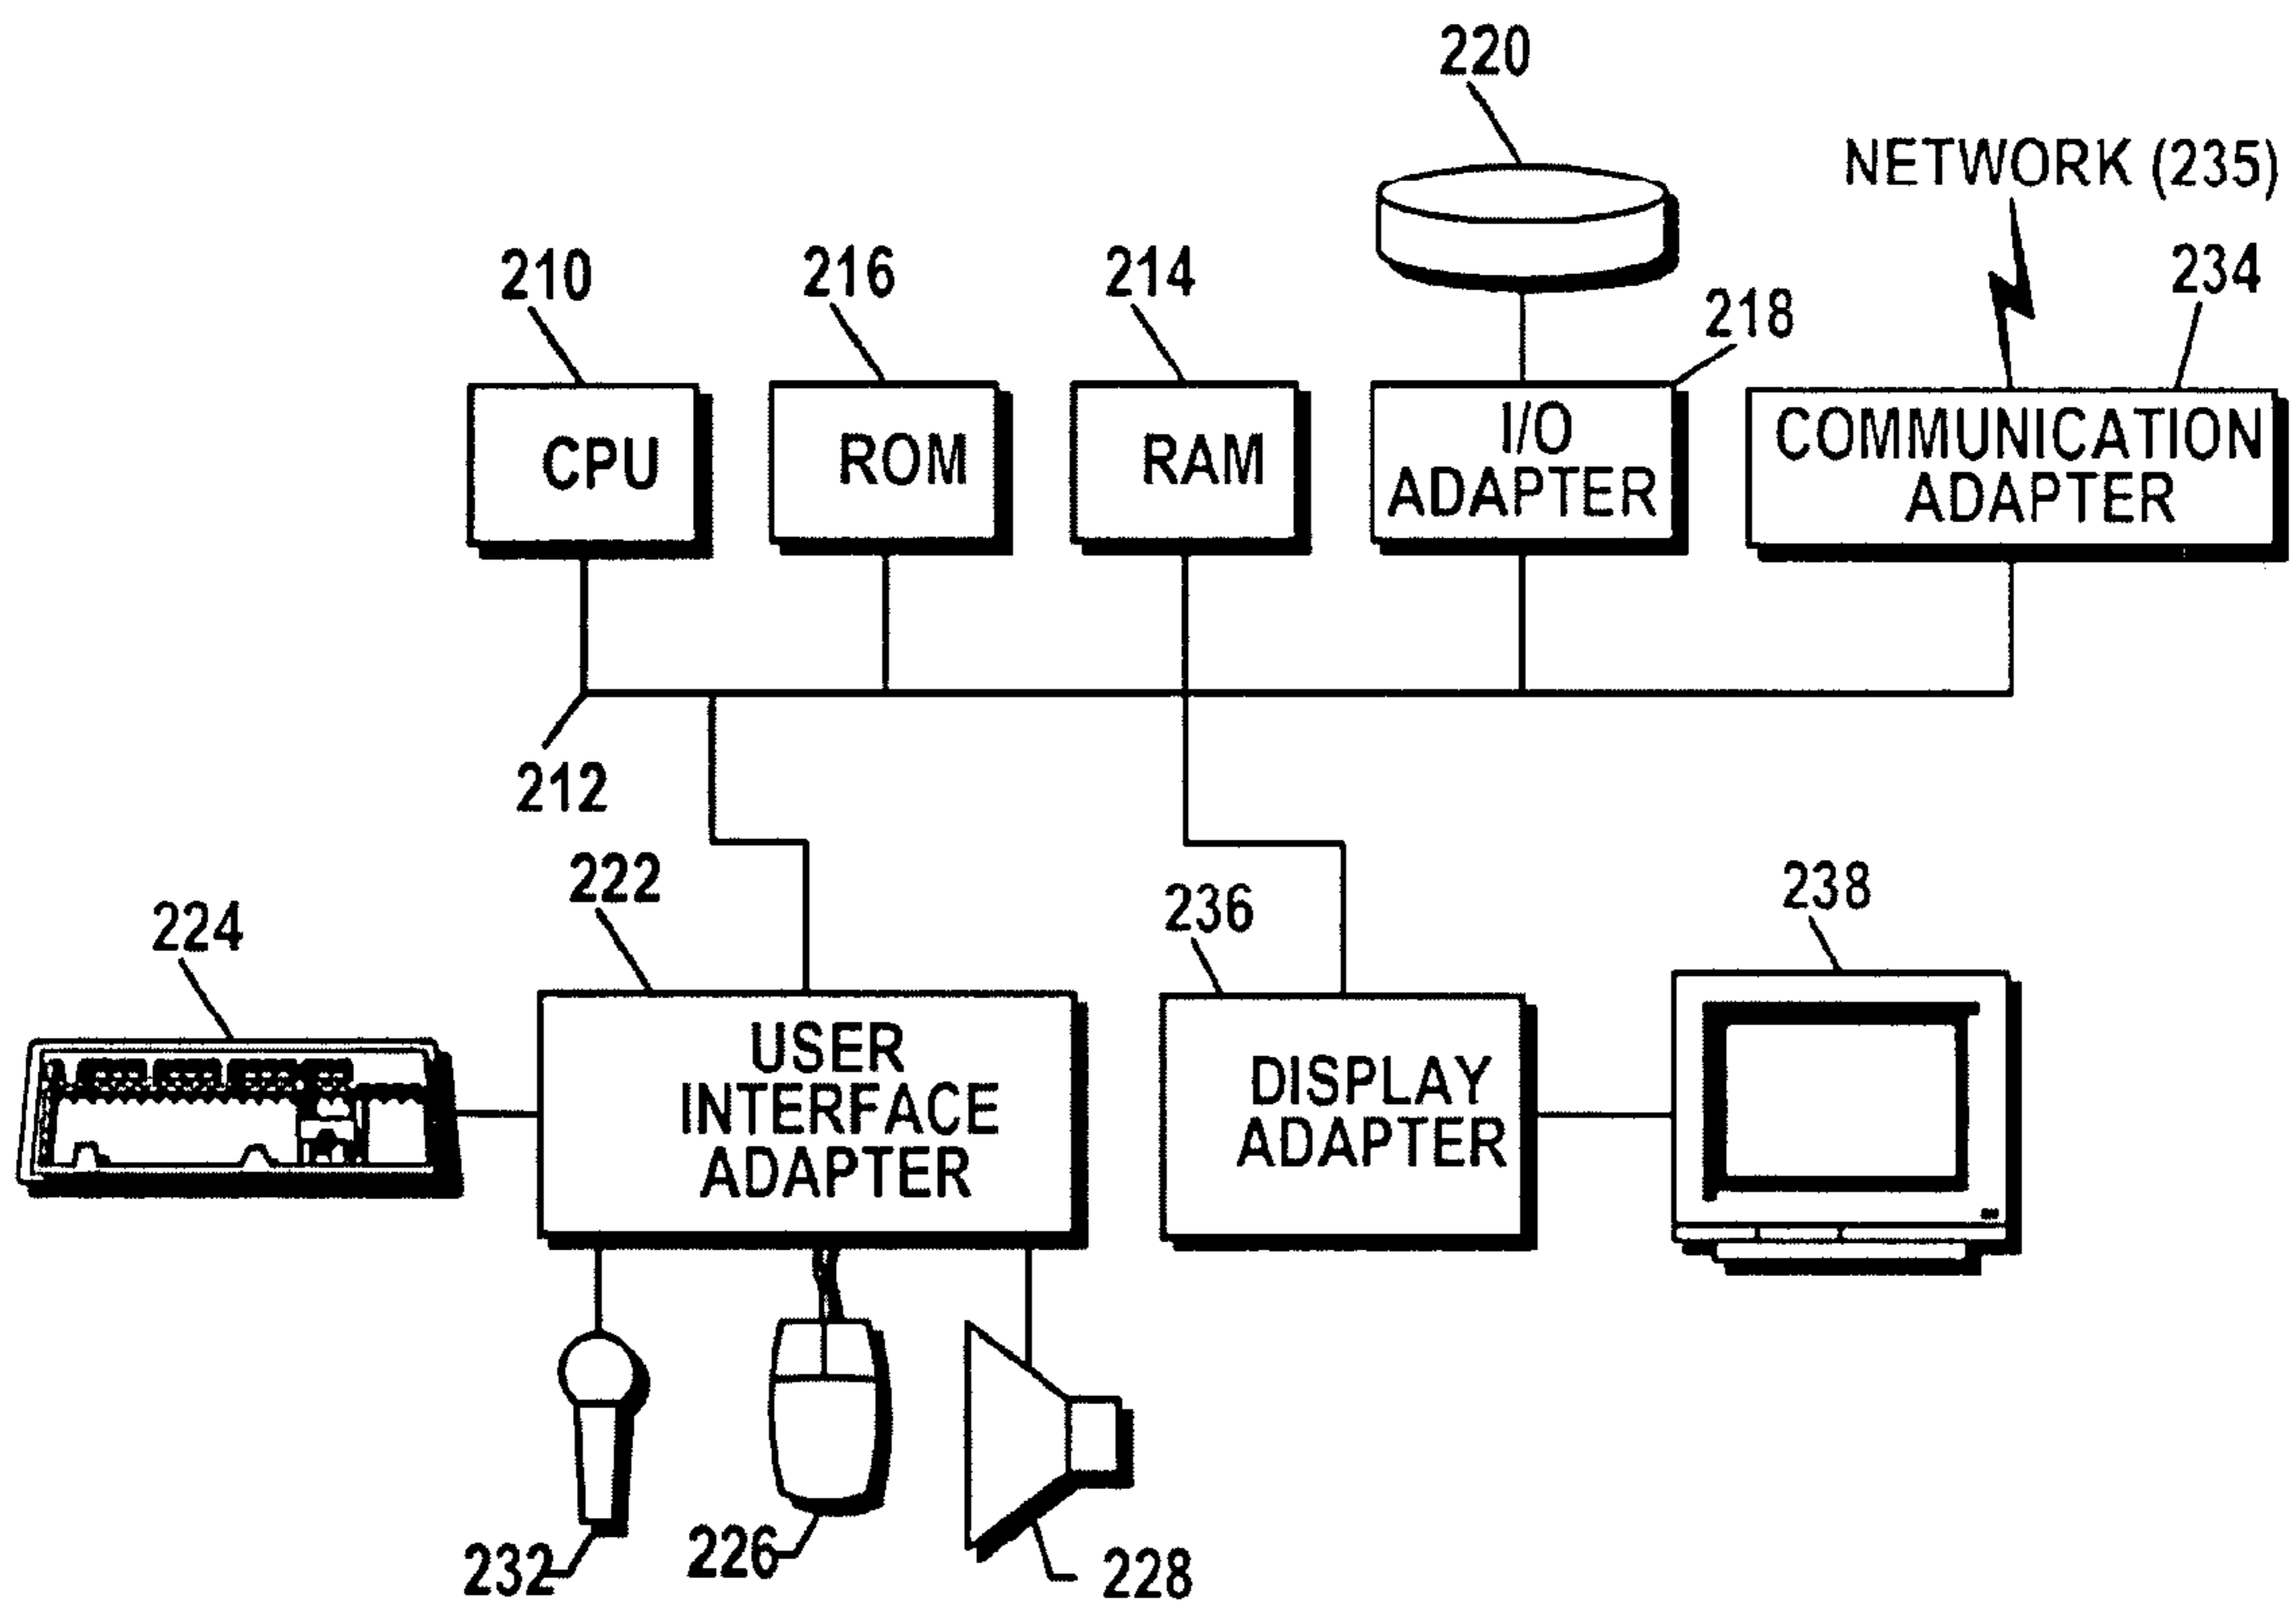 220
NETWORK (235)
210
216
214
218
234
CPU
ROM
RAM
I/O
ADAPTER
COMMUNICATION
ADAPTER
212
222
224
236
238
USER
INTERFACE
ADAPTER
DISPLAY
ADAPTER
232
226
228